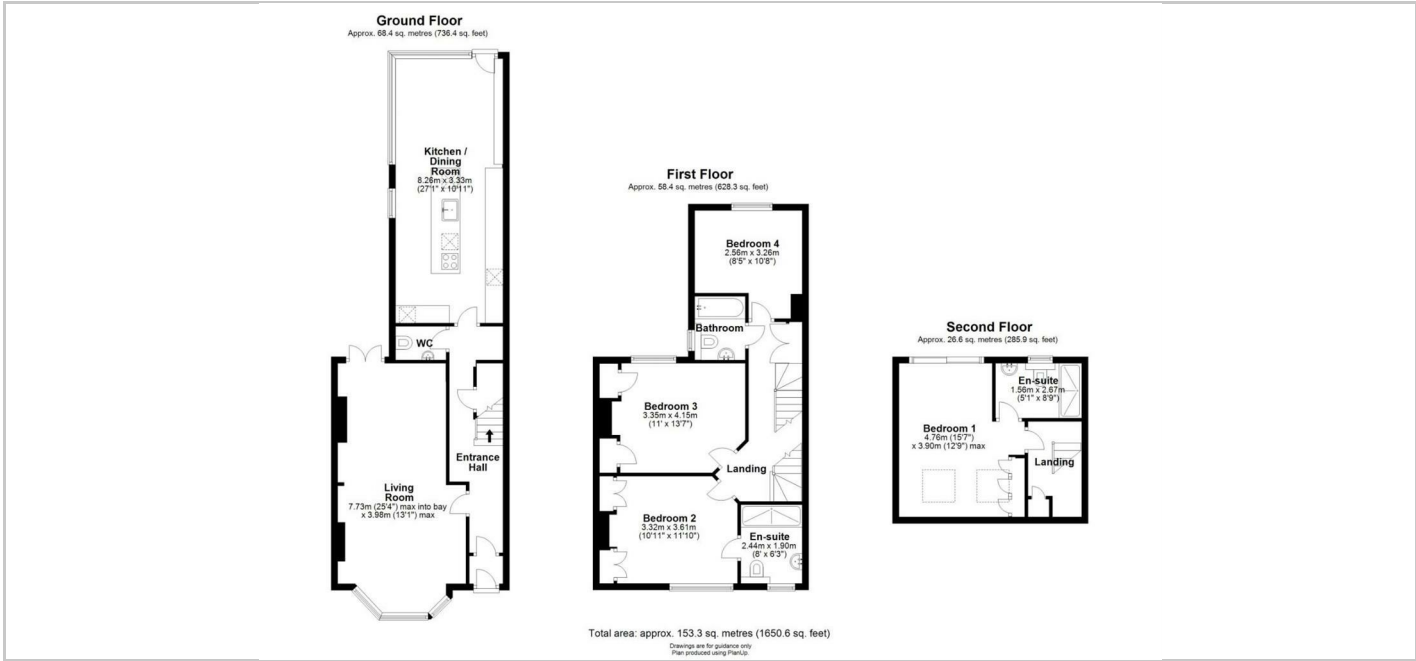 Ground Floor
Approx. 68.4 sq. metres (736.4 sq. feet)
Kitchen /
Dining
Room
8.26m x 3.33m
(27'1" x 10'11")
WC
Entrance
Hall
Living
Room
7.73m (25'4") max into bay
x 3.98m (13'1") max
First Floor
Approx. 58.4 sq. metres (628.3 sq. feet)
Bedroom 4
2.56m x 3.26m
(8'5" x 10'8")
Bathroom
Bedroom 3
3.35m x 4.15m
(11' x 13'7")
Landing
Bedroom 2
3.32m x 3.61m
(10'11" x 11'10")
En-suite
2.44m x 1.90m
(8' x 6'3")
Second Floor
Approx. 26.6 sq. metres (285.9 sq. feet)
En-suite
1.56m x 2.67m
(5'1" x 8'9")
Bedroom 1
4.76m (15'7")
x 3.90m (12'9") max
Landing
Total area: approx. 153.3 sq. metres (1650.6 sq. feet)
Drawings are for guidance only
Plan produced using PlanUp.